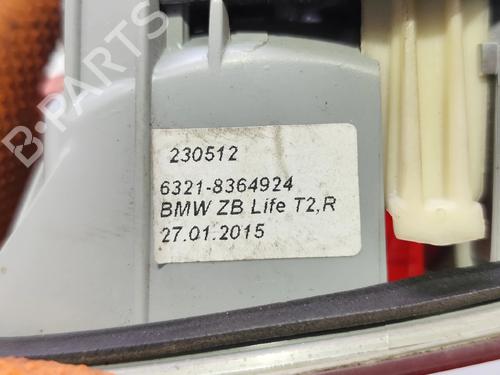 230512
6321-8364924
BMW ZB Life T2,R
27.01.2015
B-PARTS